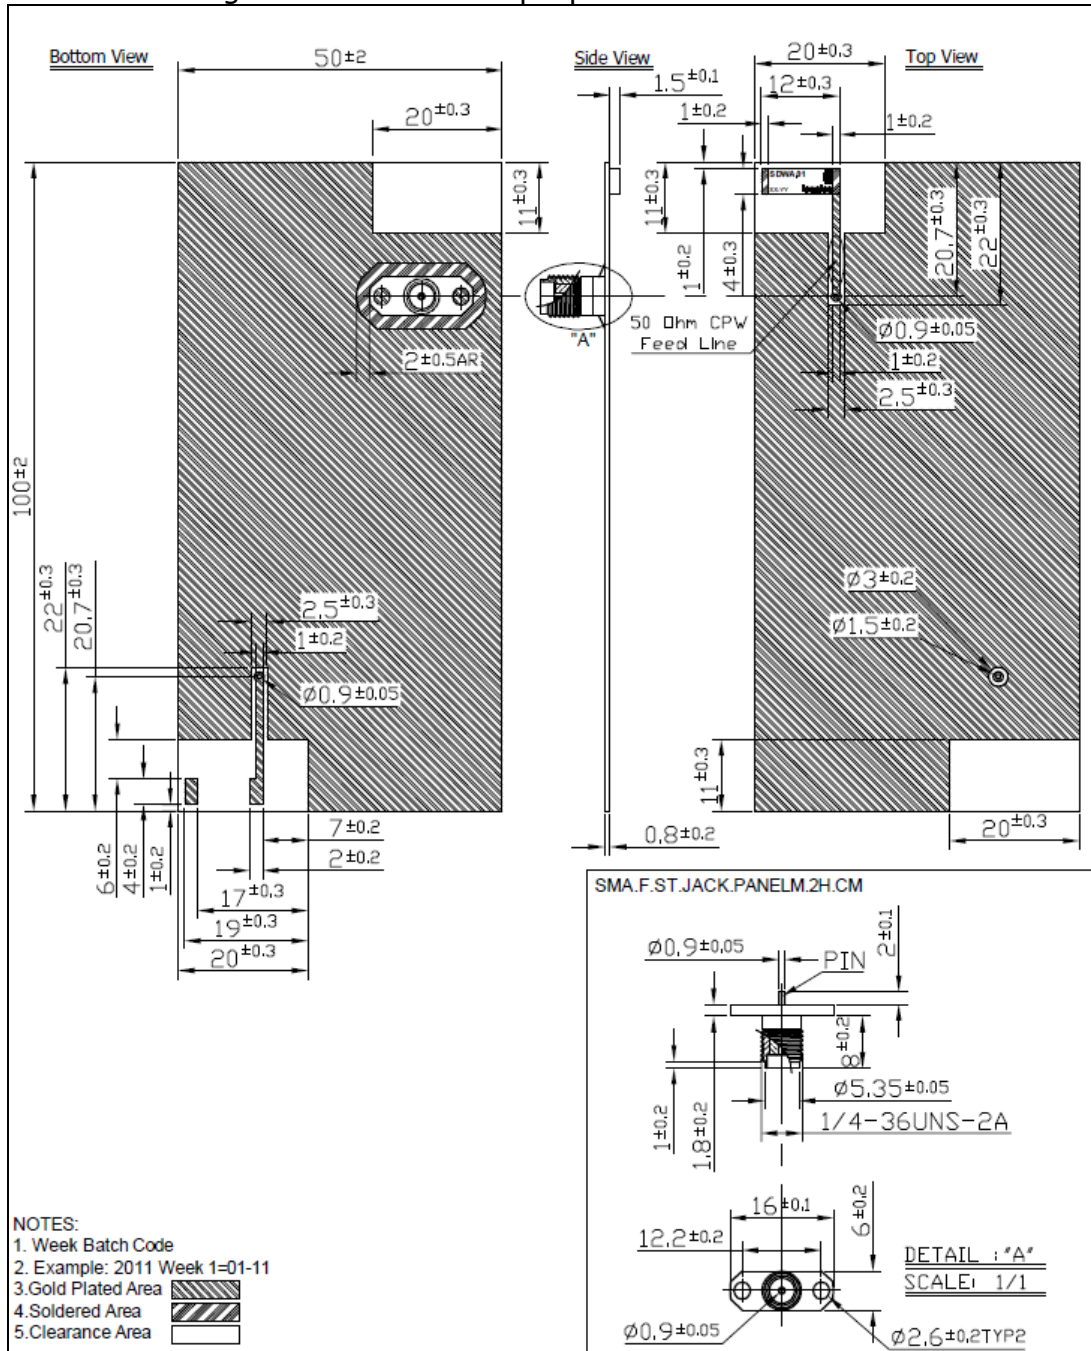 Bottom View
50±2
20±0.3
11±0.3
2±0.5AR
100±2
22±0.3
20.7±0.3
2.5±0.3
1±0.2
Ø0.9±0.05
6±0.2
4±0.2
1±0.2
7±0.2
2±0.2
17±0.3
19±0.3
20±0.3
Side View
1.5±0.1
"A"
0.8±0.2
Top View
20±0.3
12±0.3
1±0.2
1±0.2
11±0.3
1±0.2
4±0.3
SDWA.01
20.7±0.3
22±0.3
50 Ohm CPW
Feed Line
Ø0.9±0.05
1±0.2
2.5±0.3
Ø3±0.2
Ø1.5±0.2
11±0.3
20±0.3
SMA.F.ST.JACK.PANELM.2H.CM
Ø0.9±0.05
PIN
2±0.1
8±0.2
1±0.2
1.8±0.2
Ø5.35±0.05
1/4-36UNS-2A
16±0.1
12.2±0.2
6±0.2
Ø0.9±0.05
Ø2.6±0.2TYP2
DETAIL :"A"
SCALE: 1/1
NOTES:
1. Week Batch Code
2. Example: 2011 Week 1=01-11
3.Gold Plated Area
4.Soldered Area
5.Clearance Area